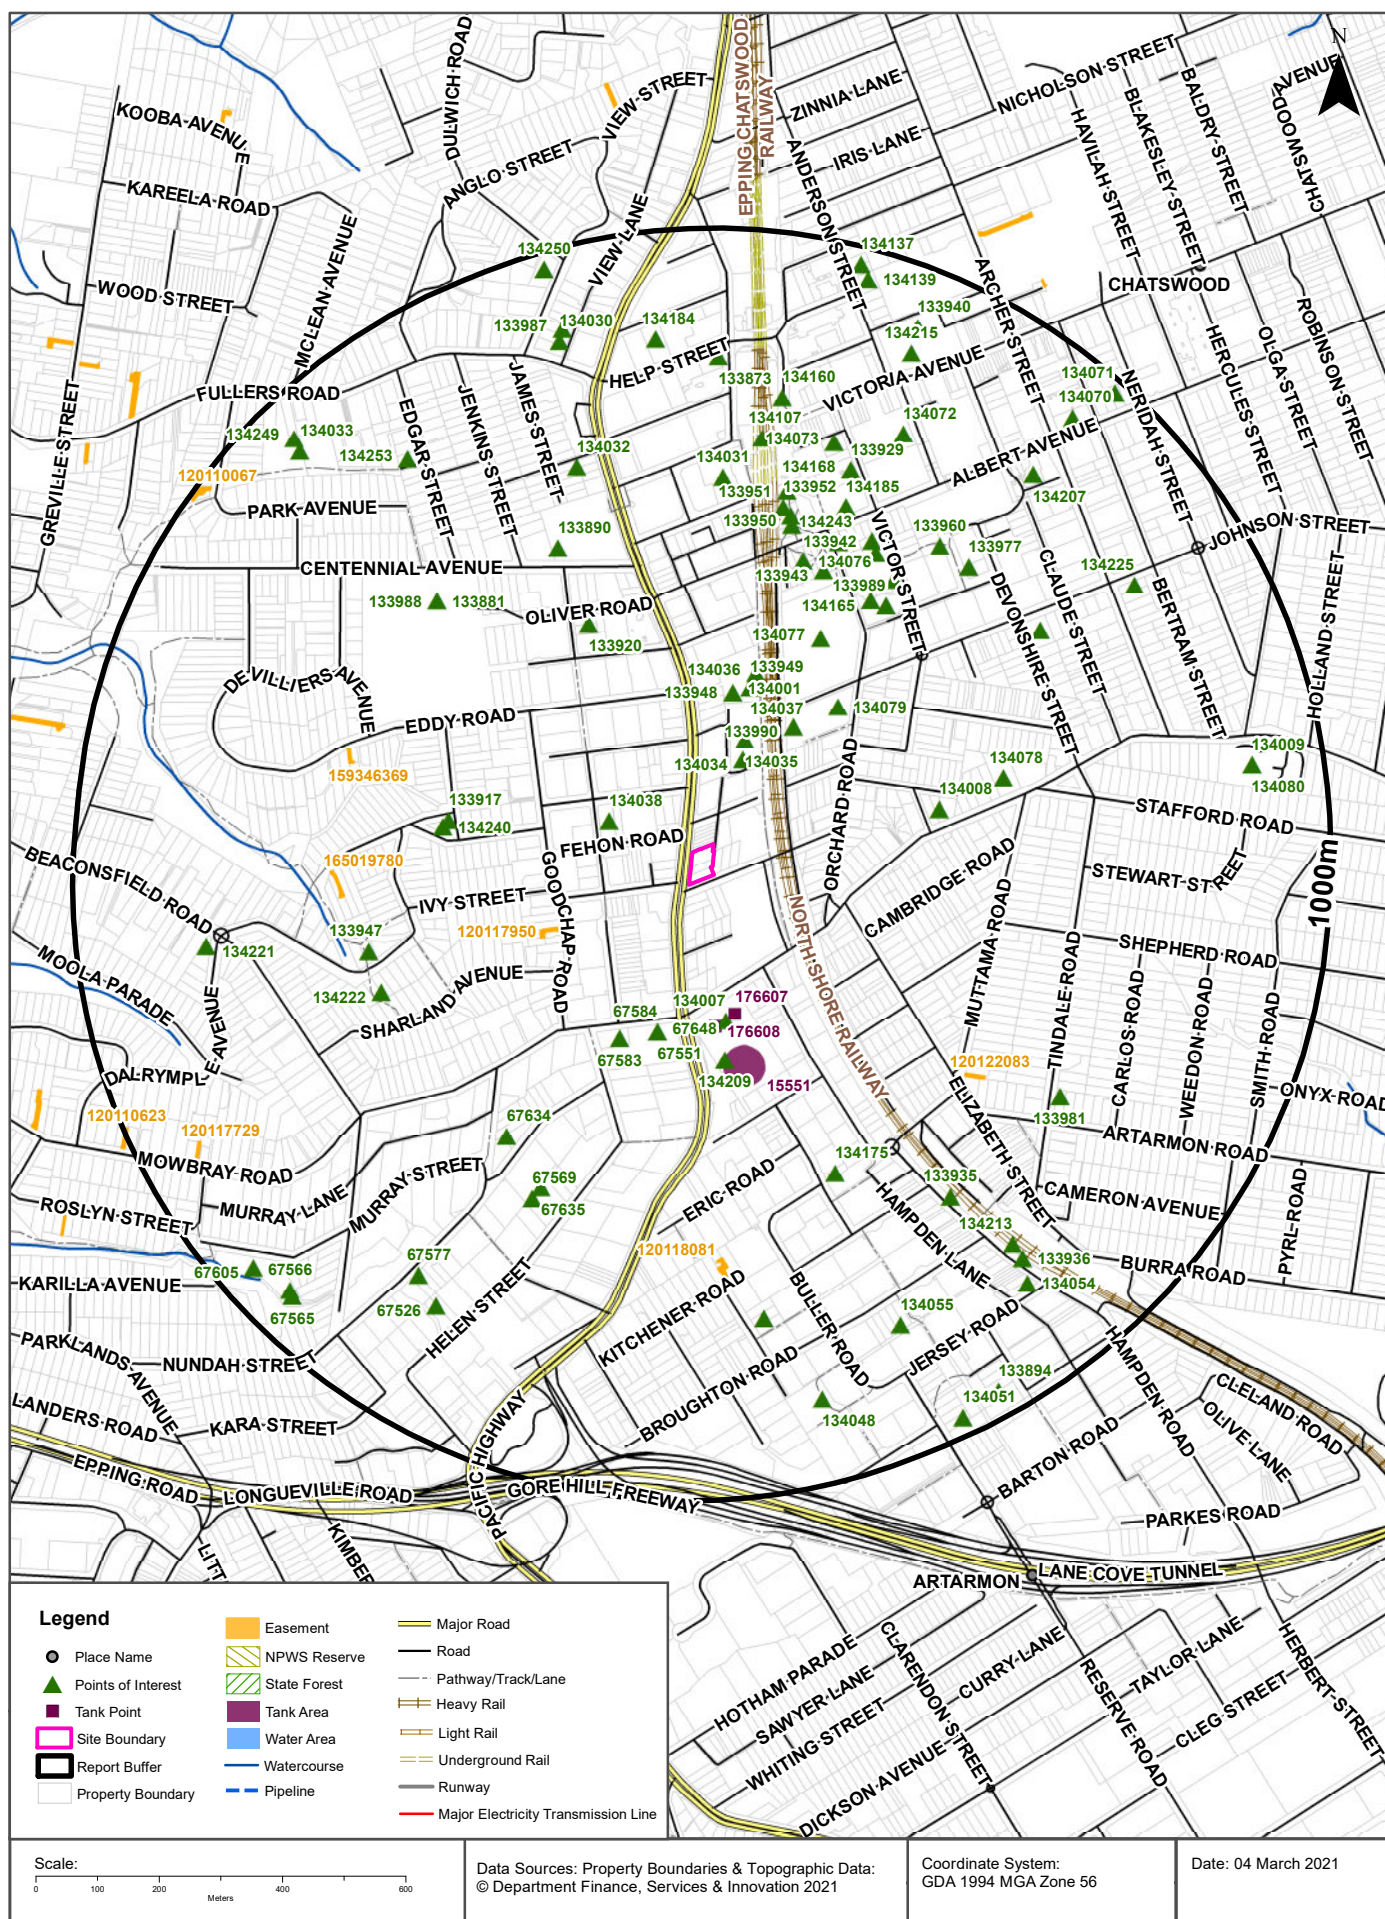 DULWICH ROAD
EPPING CHATSWOOD
RAILWAY
N
NICHOLSON STREET
VIEW STREET
ZINNIA LANE
KOOBA AVENUE
BALDRY STREET
CHATSWOOD AVENUE
BLAKESLEY STREET
HAVILAH STREET
ANDERSON STREET
IRIS LANE
ANGLO STREET
KAREELA ROAD
VIEW LANE
MCLEAN AVENUE
134250
134137
134139
ARCHER STREET
CHATSWOOD
WOOD STREET
133987
134030
134184
133940
134215
HERCULES STREET
OLGA STREET
ROBINSON STREET
HELP STREET
VICTORIA AVENUE
JAMES STREET
JENKINS STREET
EDGAR STREET
FULLERS ROAD
GREVILLE STREET
133873
134160
134071
134070
NERIDAH STREET
134107
134072
134249
134033
134253
134032
134073
133929
ALBERT AVENUE
134031
134168
120110067
133951
133952
134185
134207
PARK AVENUE
133890
133950
134243
VICTOR STREET
133960
JOHNSON STREET
133942
133977
CENTENNIAL AVENUE
133943
134076
134225
133989
DEVONSHIRE STREET
CLAUDE STREET
BERTRAM STREET
HOLLAND STREET
133988
133881
OLIVER ROAD
134165
133920
134077
DE VILLIERS AVENUE
134036
133949
133948
134001
134037
134079
EDDY ROAD
133990
134034
134035
134009
134078
134080
159346369
134008
133917
134038
ORCHARD ROAD
STAFFORD ROAD
134240
FEHON ROAD
BEACONSFIELD ROAD
165019780
GOODCHAP ROAD
CAMBRIDGE ROAD
STEWART STREET
1000m
IVY STREET
120117950
NORTH SHORE RAILWAY
MUTTAMA ROAD
133947
134221
SHEPHERD ROAD
MOOLA PARADE
134222
SHARLAND AVENUE
TINDALE ROAD
CARLOS ROAD
WEEDON ROAD
SMITH ROAD
134007
176607
67584
67648
176608
67583
67551
DALRYMPLE AVENUE
134209
15551
120122083
ELIZABETH STREET
ONYX ROAD
120110623
120117729
67634
133981
ARTARMON ROAD
MOWBRAY ROAD
134175
MURRAY STREET
133935
67569
67635
ERIC ROAD
CAMERON AVENUE
ROSLYN STREET
MURRAY LANE
HAMPDEN LANE
134213
PYRL ROAD
120118081
67577
67605
67566
133936
BURRA ROAD
KARILLA AVENUE
134054
67565
67526
HELEN STREET
KITCHENER ROAD
BULLER ROAD
134055
JERSEY ROAD
PARKLANDS AVENUE
NUNDAH STREET
BROUGHTON ROAD
133894
134051
HAMPDEN ROAD
CLELAND ROAD
OLIVE LANE
LANDERS ROAD
KARA STREET
134048
BARTON ROAD
PACIFIC HIGHWAY
EPPING ROAD
LONGUEVILLE ROAD
GORE HILL FREEWAY
PARKES ROAD
LITT
KIMBER
ARTARMON
LANE COVE TUNNEL
HOTHAM PARADE
SAWYER LANE
WHITING STREET
DICKSON AVENUE
CLARENDON STREET
CURRY LANE
RESERVE ROAD
TAYLOR LANE
CLEG STREET
HERBERT STREET
Legend
Place Name
Points of Interest
Tank Point
Site Boundary
Report Buffer
Property Boundary
Easement
NPWS Reserve
State Forest
Tank Area
Water Area
Watercourse
Pipeline
Major Road
Road
Pathway/Track/Lane
Heavy Rail
Light Rail
Underground Rail
Runway
Major Electricity Transmission Line
Scale:
0 100 200 400 600
Meters
Data Sources: Property Boundaries & Topographic Data:
© Department Finance, Services & Innovation 2021
Coordinate System:
GDA 1994 MGA Zone 56
Date: 04 March 2021